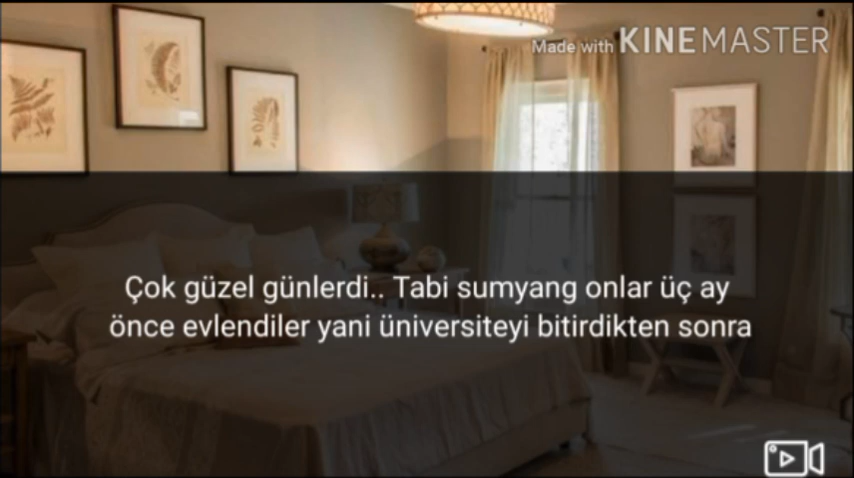 Made with KINEMASTER
Çok güzel günlerdi.. Tabi sumyang onlar üç ay
önce evlendiler yani üniversiteyi bitirdikten sonra